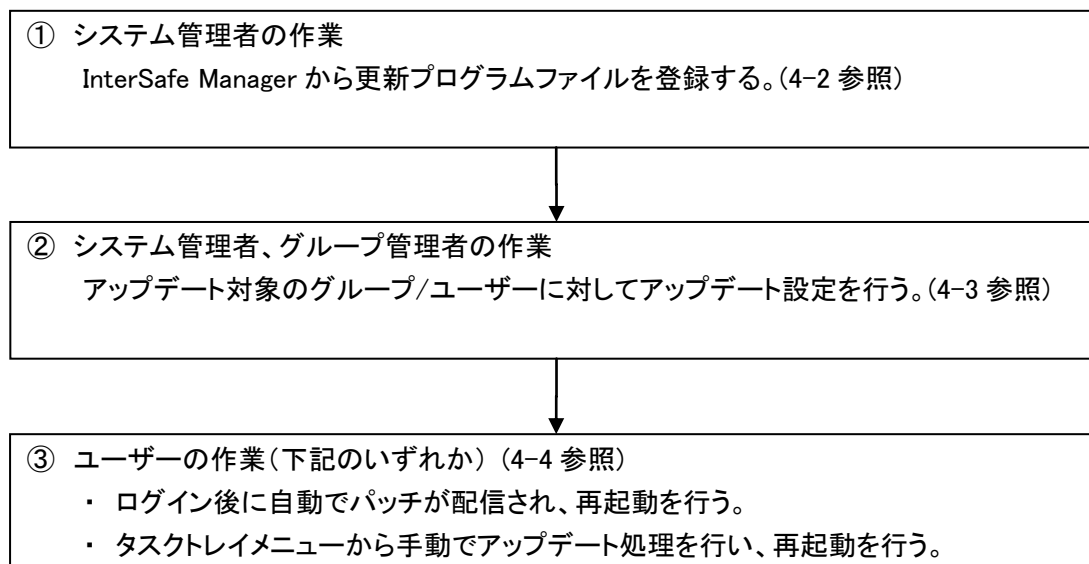 ① システム管理者の作業
InterSafe Manager から更新プログラムファイルを登録する。(4-2 参照)
② システム管理者、グループ管理者の作業
アップデート対象のグループ/ユーザーに対してアップデート設定を行う。(4-3 参照)
③ ユーザーの作業(下記のいずれか) (4-4 参照)
・ ログイン後に自動でパッチが配信され、再起動を行う。
・ タスクトレイメニューから手動でアップデート処理を行い、再起動を行う。